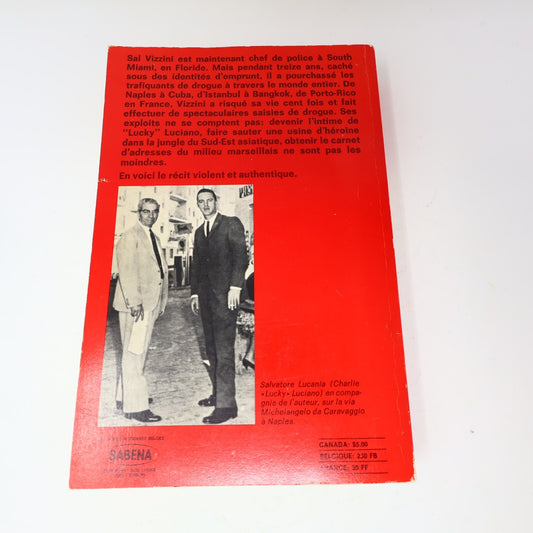 Sal Vizzini est maintenant chef de police à South
Miami, en Floride. Mais pendant treize ans, caché
sous des identités d'emprunt, il a pourchassé les
trafiquants de drogue à travers le monde entier. De
Naples à Cuba, d'Istanbul à Bangkok, de Porto-Rico
en France, Vizzini a risqué sa vie cent fois et fait
effectuer de spectaculaires saisies de drogue. Ses
exploits ne se comptent pas: devenir l'intime de
"Lucky" Luciano, faire sauter une usine d'héroïne
dans la jungle du Sud-Est asiatique, obtenir le carnet
d'adresses du milieu marseillais ne sont pas les
moindres.
En voici le récit violent et authentique.
Salvatore Lucania (Charlie
«Lucky» Luciano) en compa-
gnie de l'auteur, sur la via
Michelangelo de Caravaggio
à Naples.
SABENA
CANADA: $5.00
BELGIQUE: 230 FB
FRANCE: 30 FF